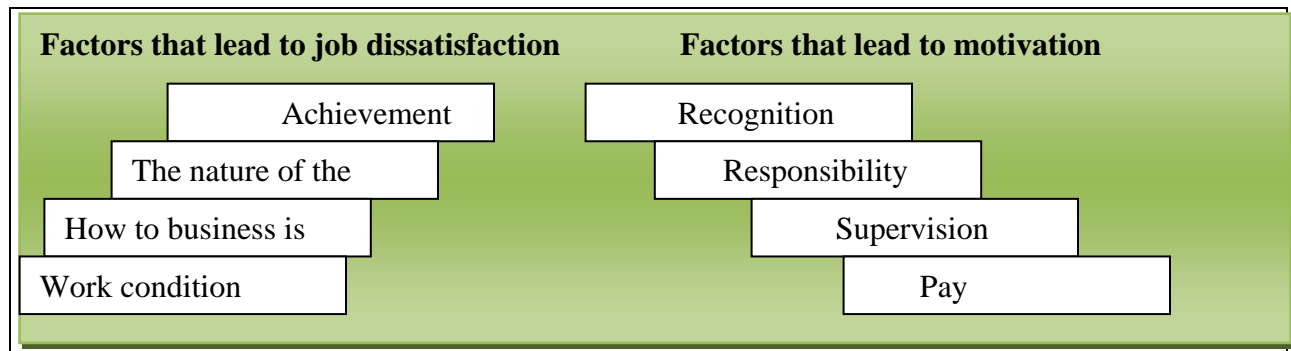 Factors that lead to job dissatisfaction
Achievement
The nature of the
How to business is
Work condition
Factors that lead to motivation
Recognition
Responsibility
Supervision
Pay